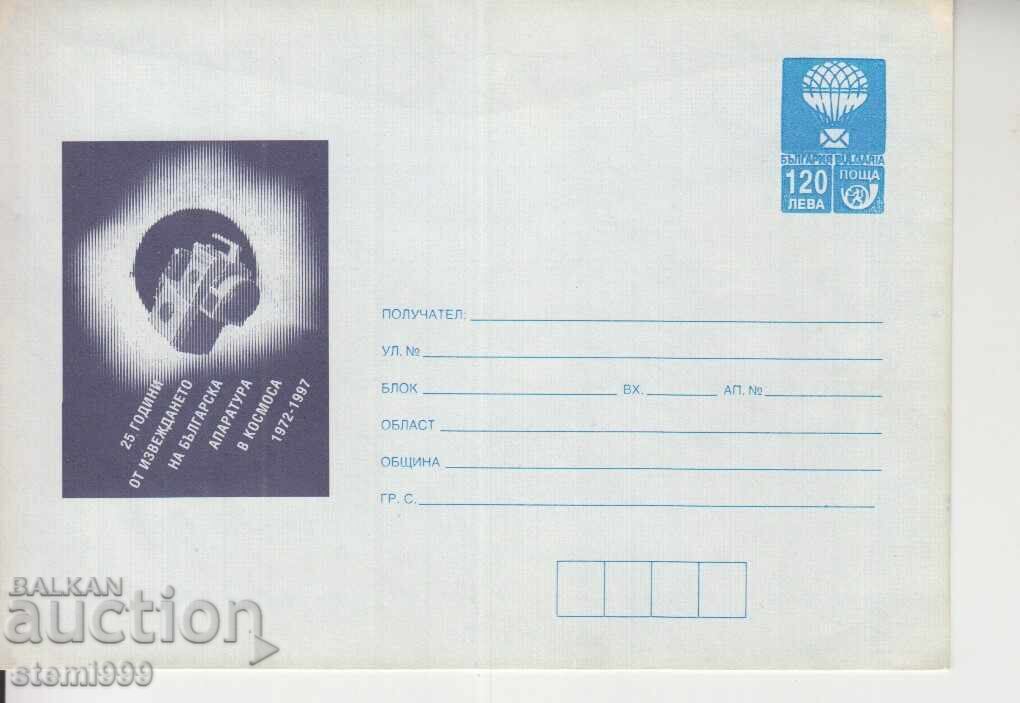 БЪЛГАРИЯ BULGARIA
120 ПОЩА
ЛЕВА
25 ГОДИНИ
ОТ ИЗВЕЖДАНЕТО
НА БЪЛГАРСКА
АПАРАТУРА
В КОСМОСА
1972-1997
ПОЛУЧАТЕЛ:
УЛ. №
БЛОК ВХ. АП. №
ОБЛАСТ
ОБЩИНА
ГР. С.
BALKAN
auction
stemi999